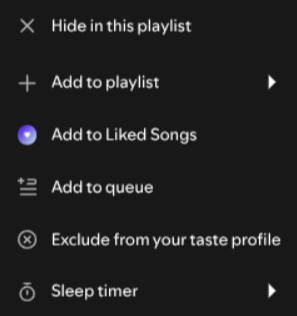 Hide in this playlist
Add to playlist
Add to Liked Songs
Add to queue
Exclude from your taste profile
Sleep timer